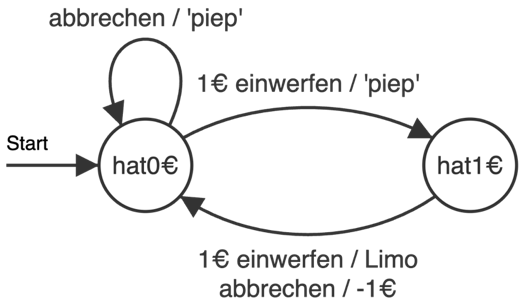 abbrechen / 'piep'
1€ einwerfen / 'piep'
Start
hat0€
hat1€
1€ einwerfen / Limo
abbrechen / -1€